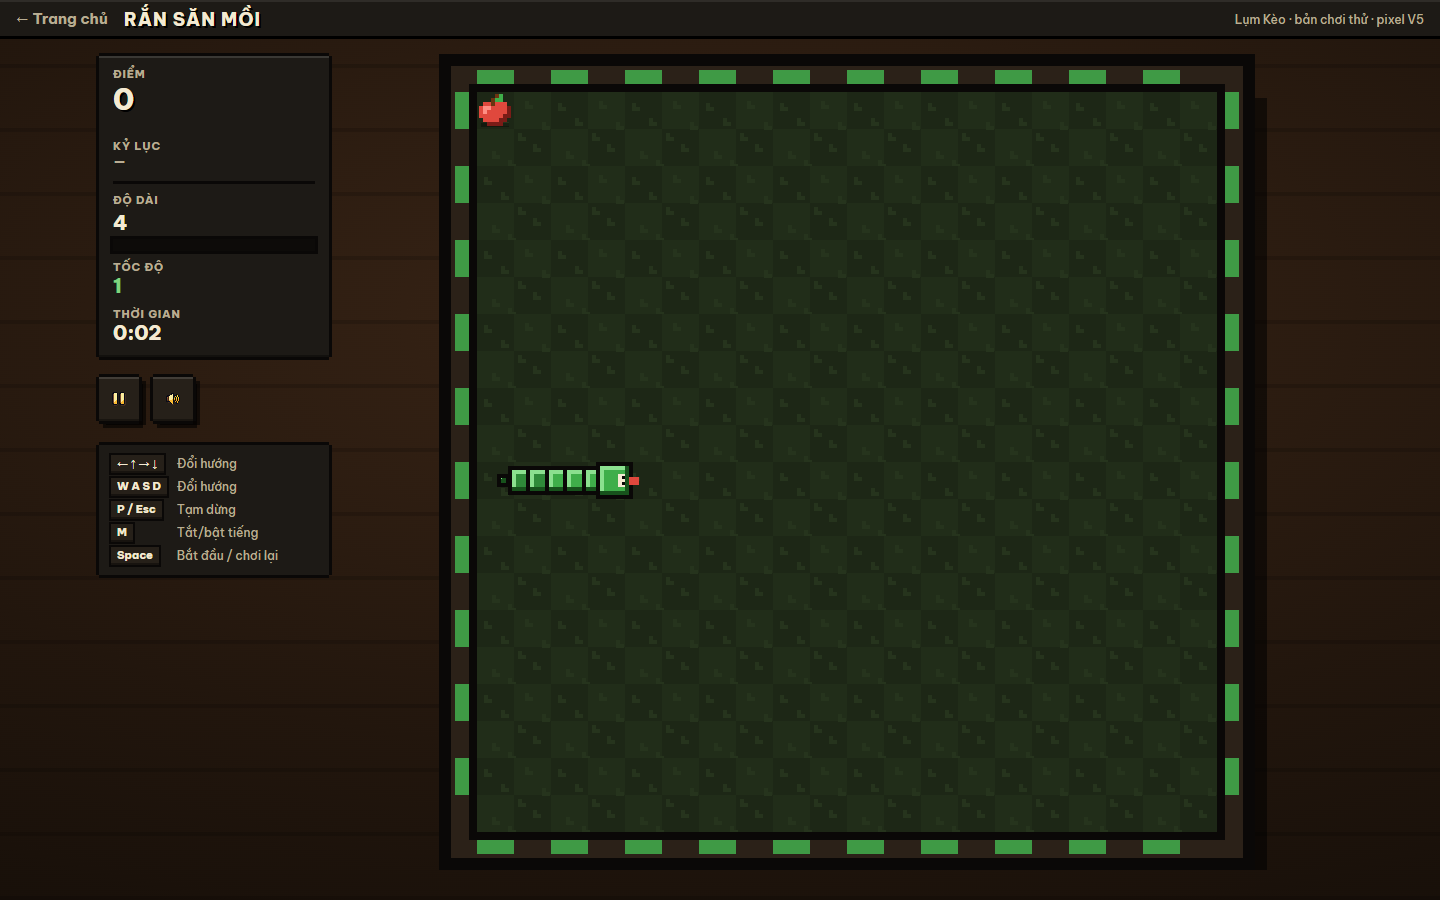 ← Trang chủ RẮN SĂN MỒI
Lụm Kèo · bản chơi thử · pixel V5
ĐIỂM
0
KỶ LỤC
–
ĐỘ DÀI
4
TỐC ĐỘ
1
THỜI GIAN
0:02
←↑→↓ Đổi hướng
W A S D Đổi hướng
P / Esc Tạm dừng
M Tắt/bật tiếng
Space Bắt đầu / chơi lại